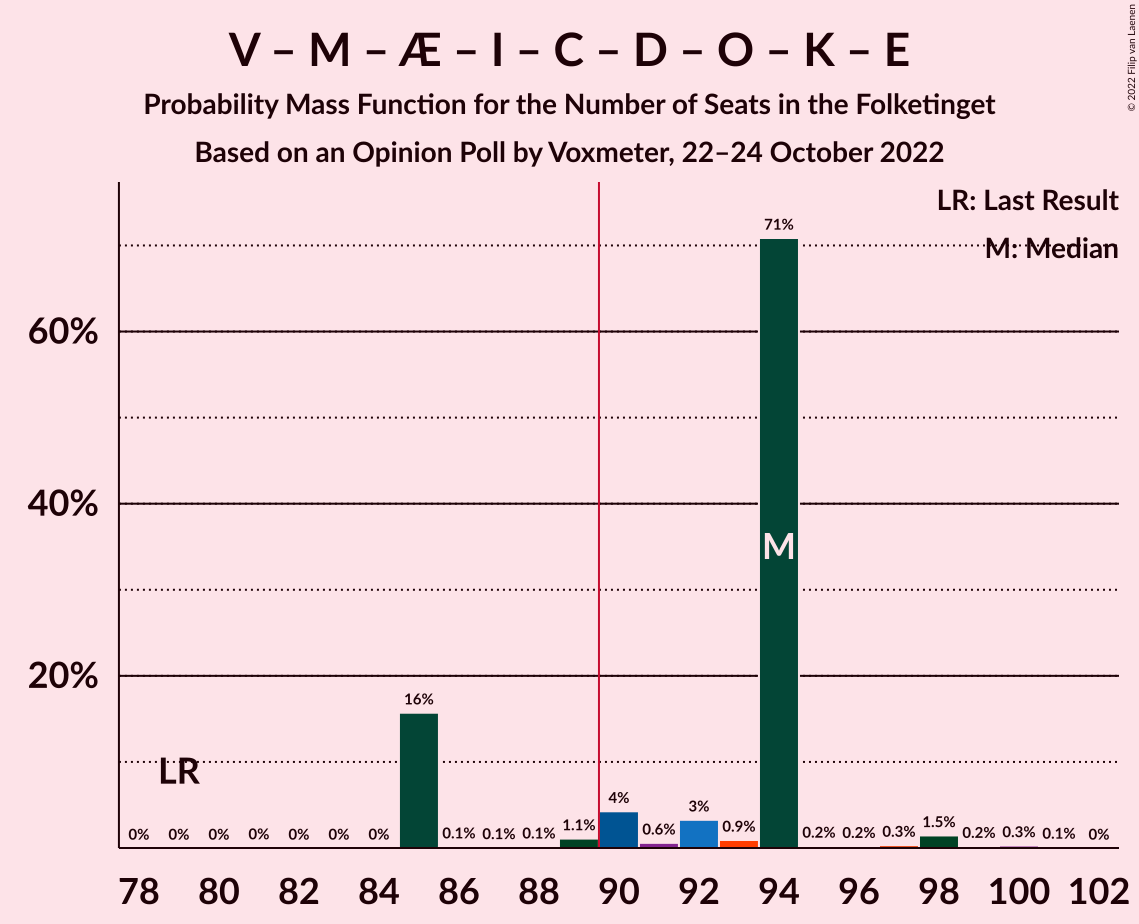 V – M – Æ – I – C – D – O – K – E
Probability Mass Function for the Number of Seats in the Folketinget
Based on an Opinion Poll by Voxmeter, 22–24 October 2022
© 2022 Filip van Laenen
LR: Last Result
M: Median
71%
60%
40%
M
20%
16%
LR
4%
3%
0% 0% 0% 0% 0% 0% 0% 0.1% 0.1% 0.1% 1.1% 0.6% 0.9% 0.2% 0.2% 0.3% 1.5% 0.2% 0.3% 0.1% 0%
78 80 82 84 86 88 90 92 94 96 98 100 102